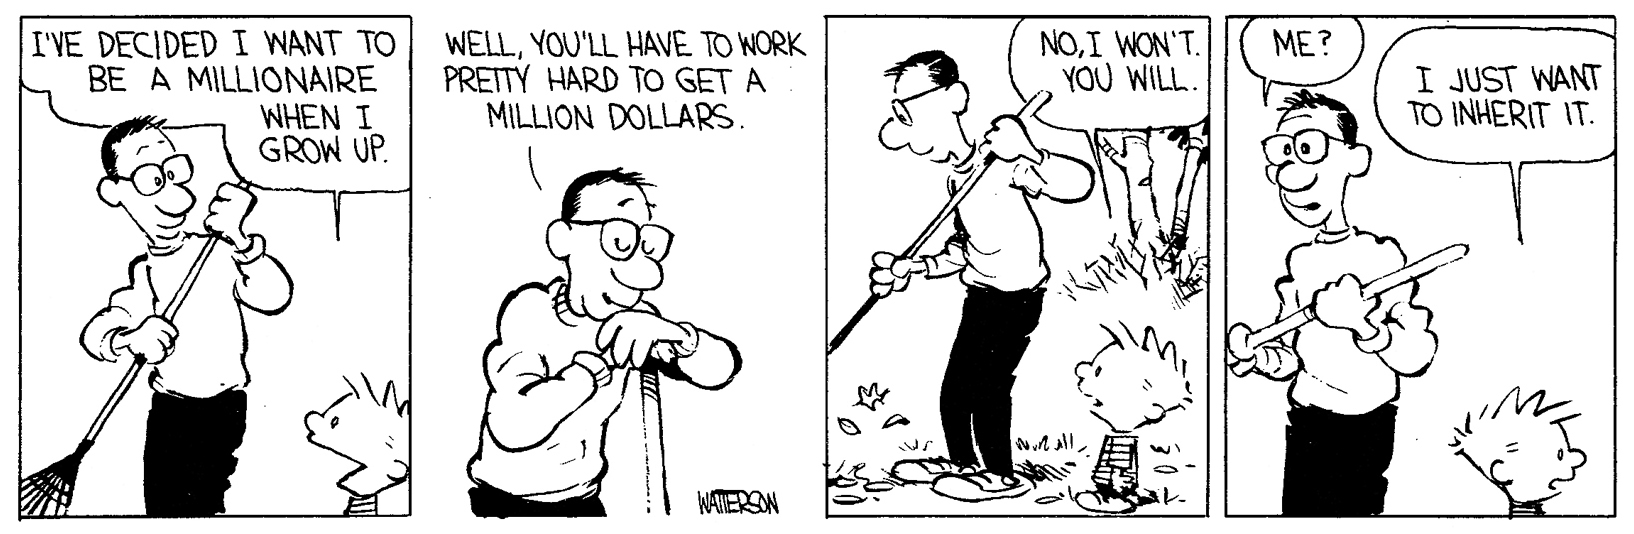 I'VE DECIDED I WANT TO
BE A MILLIONAIRE
WHEN I
GROW UP.
WELL, YOU'LL HAVE TO WORK
PRETTY HARD TO GET A
MILLION DOLLARS.
WATTERSON
NO, I WON'T.
YOU WILL.
ME?
I JUST WANT
TO INHERIT IT.